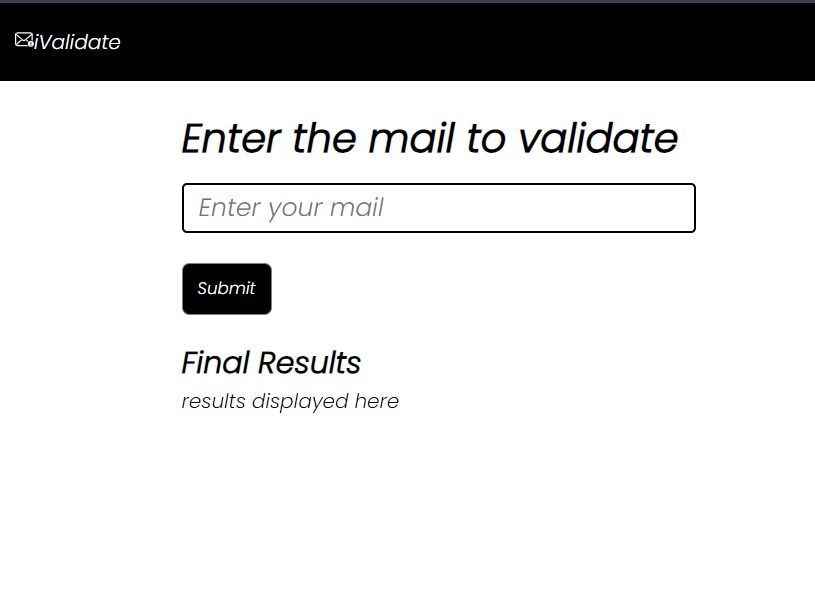 iValidate
Enter the mail to validate
Enter your mail
Submit
Final Results
results displayed here